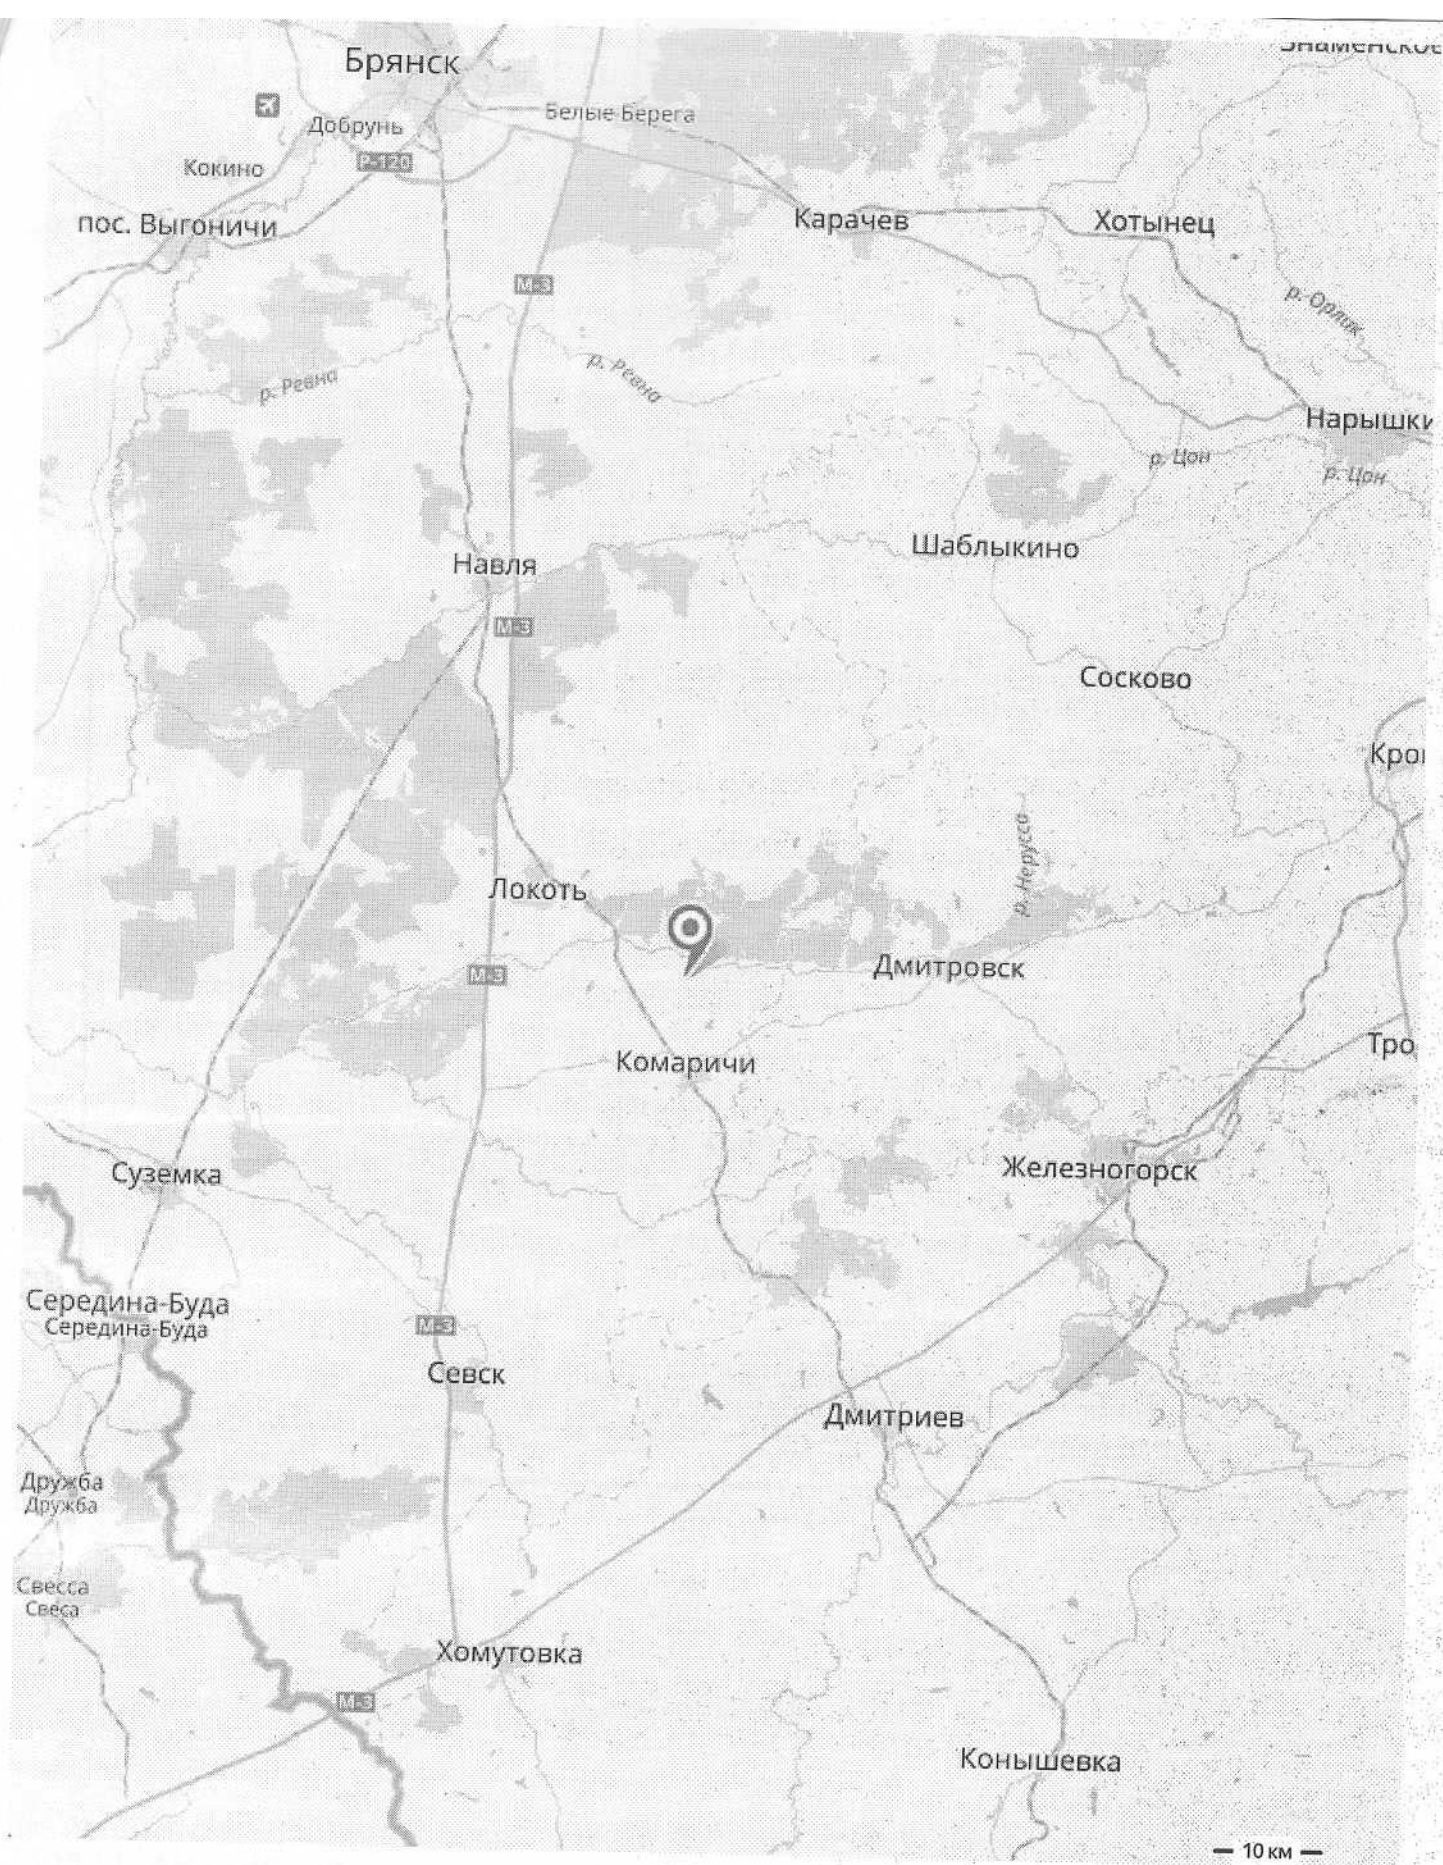 Знаменское
Брянск
Белые Берега
Добрунь
Р-120
Кокино
Карачев
Хотынец
пос. Выгоничи
М-3
р. Орлик
р. Ревна
р. Ревна
Нарышки
р. Цон
р. Цон
Шаблыкино
Навля
М-3
Сосково
Кро
р. Нерусса
Локоть
Дмитровск
М-3
Тро
Комаричи
Железногорск
Суземка
Середина-Буда
Середина-Буда
М-3
Севск
Дмитриев
Дружба
Дружба
Свесса
Свеса
Хомутовка
М-3
Конышевка
10 км